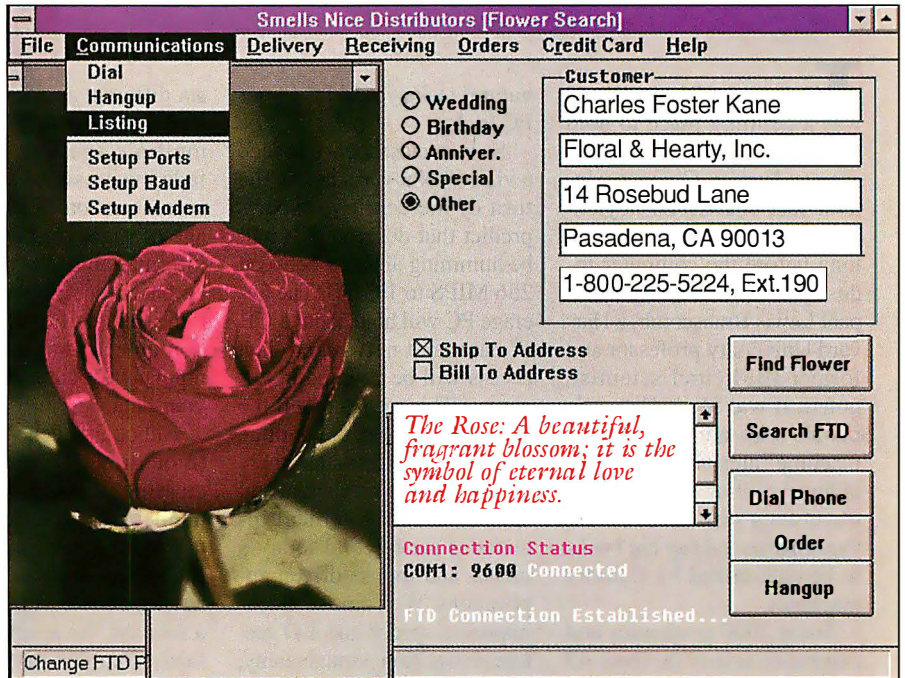 Smells Nice Distributors [Flower Search]
File Communications Delivery Receiving Orders Credit Card Help
Dial
Hangup
Listing
Setup Ports
Setup Baud
Setup Modem
Wedding
Birthday
Anniver.
Special
Other
Customer
Charles Foster Kane
Floral & Hearty, Inc.
14 Rosebud Lane
Pasadena, CA 90013
1-800-225-5224, Ext.190
Ship To Address
Bill To Address
Find Flower
Search FTD
Dial Phone
Order
Hangup
The Rose: A beautiful,
fragrant blossom; it is the
symbol of eternal love
and happiness.
Connection Status
COM1: 9600 Connected
FTD Connection Established...
Change FTD P